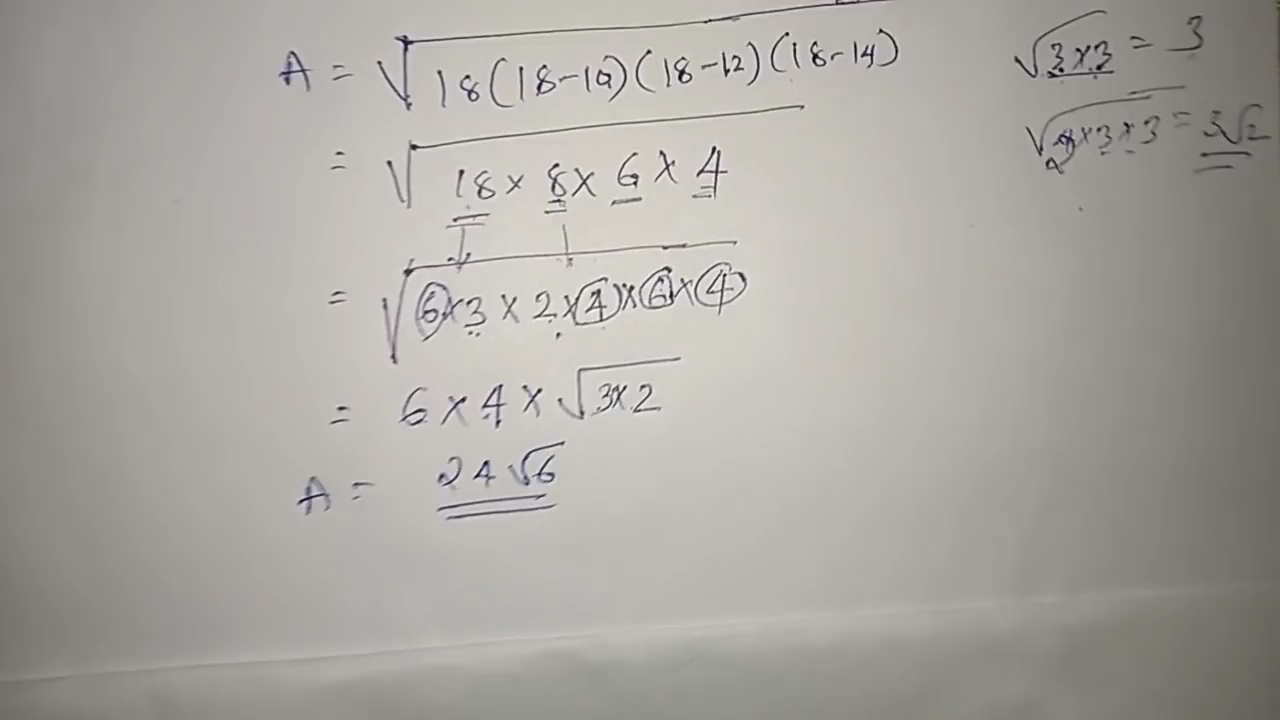 A = √18(18-10)(18-12)(18-14)
= √18 × 8 × 6 × 4
= √6 × 3 × 2 × 4 × 6 × 4
= 6 × 4 × √3×2
A = 24√6
√3×3 = 3
√2×3×3 = 3√2